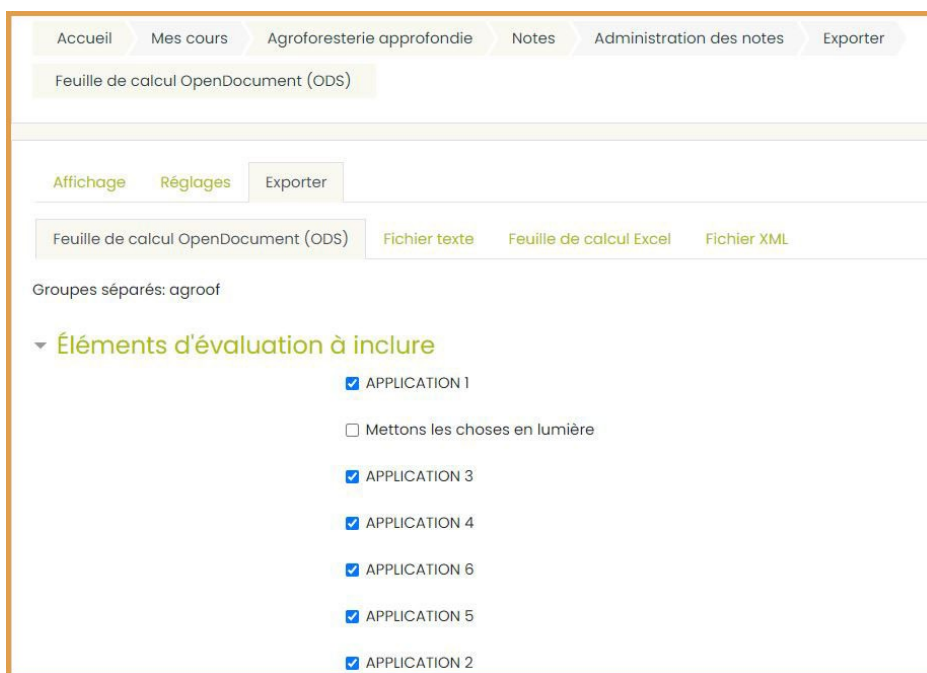 Accueil Mes cours Agroforesterie approfondie Notes Administration des notes Exporter
Feuille de calcul OpenDocument (ODS)
Affichage Réglages Exporter
Feuille de calcul OpenDocument (ODS) Fichier texte Feuille de calcul Excel Fichier XML
Groupes séparés: agroof
Éléments d'évaluation à inclure
APPLICATION 1
Mettons les choses en lumière
APPLICATION 3
APPLICATION 4
APPLICATION 6
APPLICATION 5
APPLICATION 2